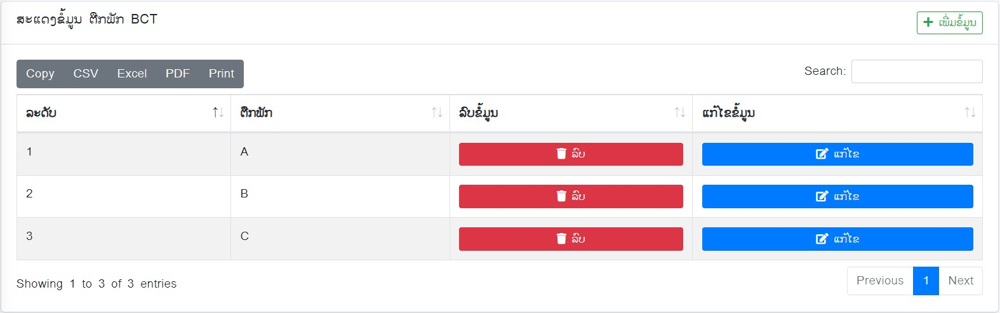 ສະແດງຂໍ້ມູນ ຕຶກພັກ BCT
ເພີ່ມຂໍ້ມູນ
Copy CSV Excel PDF Print
Search:
ລະດັບ ຕຶກພັກ ລົບຂໍ້ມູນ ແກ້ໄຂຂໍ້ມູນ
1 A ລົບ ແກ້ໄຂ
2 B ລົບ ແກ້ໄຂ
3 C ລົບ ແກ້ໄຂ
Showing 1 to 3 of 3 entries
Previous 1 Next